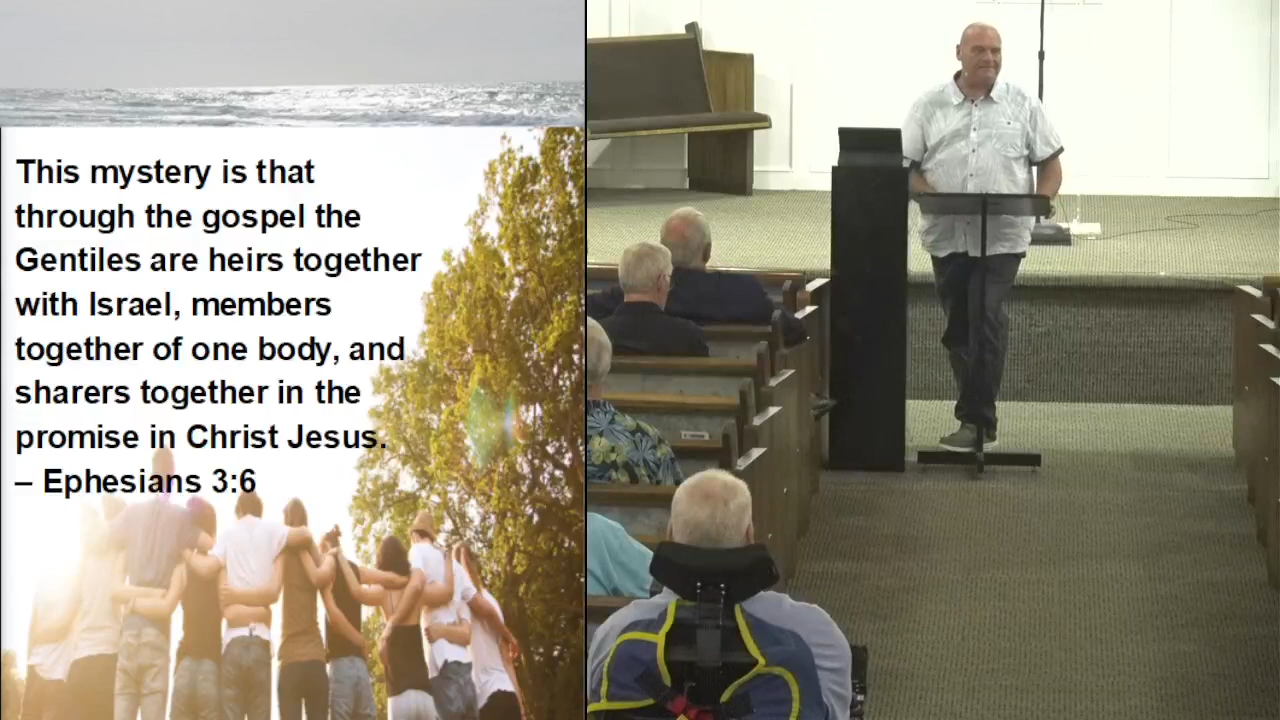 This mystery is that
through the gospel the
Gentiles are heirs together
with Israel, members
together of one body, and
sharers together in the
promise in Christ Jesus.
– Ephesians 3:6